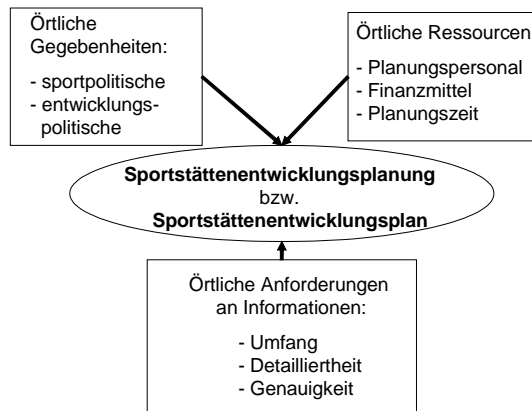 Örtliche
Gegebenheiten:
- sportpolitische
- entwicklungs-
politische
Örtliche Ressourcen
- Planungspersonal
- Finanzmittel
- Planungszeit
Sportstättenentwicklungsplanung
bzw.
Sportstättenentwicklungsplan
Örtliche Anforderungen
an Informationen:
- Umfang
- Detailliertheit
- Genauigkeit